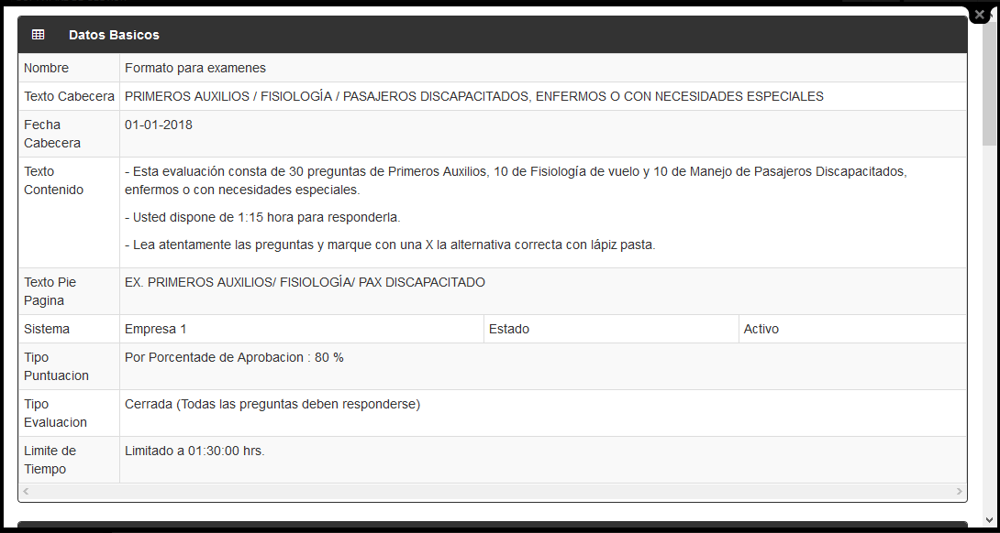 Datos Basicos
Nombre Formato para examenes
Texto Cabecera PRIMEROS AUXILIOS / FISIOLOGÍA / PASAJEROS DISCAPACITADOS, ENFERMOS O CON NECESIDADES ESPECIALES
Fecha Cabecera 01-01-2018
Texto Contenido - Esta evaluación consta de 30 preguntas de Primeros Auxilios, 10 de Fisiología de vuelo y 10 de Manejo de Pasajeros Discapacitados,
enfermos o con necesidades especiales.
- Usted dispone de 1:15 hora para responderla.
- Lea atentamente las preguntas y marque con una X la alternativa correcta con lápiz pasta.
Texto Pie Pagina EX. PRIMEROS AUXILIOS/ FISIOLOGÍA/ PAX DISCAPACITADO
Sistema Empresa 1 Estado Activo
Tipo Puntuacion Por Porcentade de Aprobacion : 80 %
Tipo Evaluacion Cerrada (Todas las preguntas deben responderse)
Limite de Tiempo Limitado a 01:30:00 hrs.